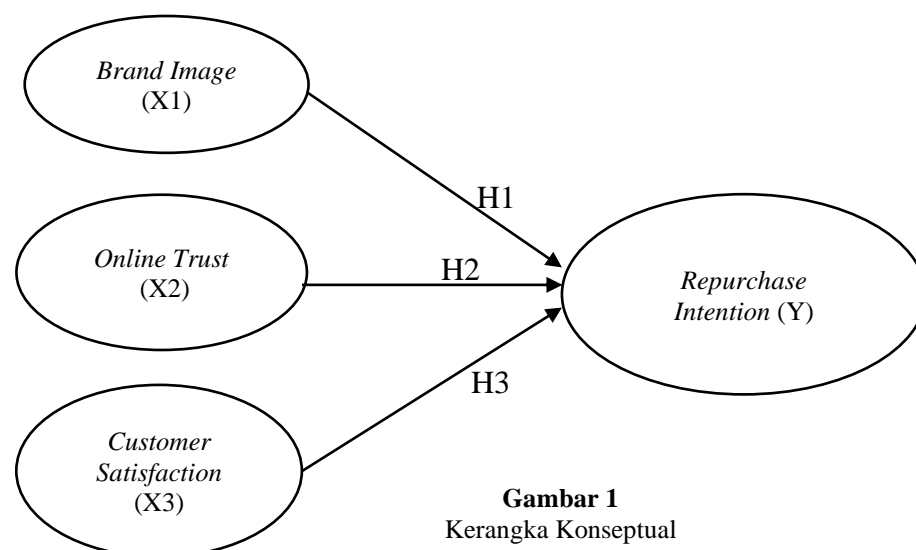 Brand Image
(X1)
H1
Online Trust
(X2)
H2
Repurchase
Intention (Y)
H3
Customer
Satisfaction
(X3)
Gambar 1
Kerangka Konseptual